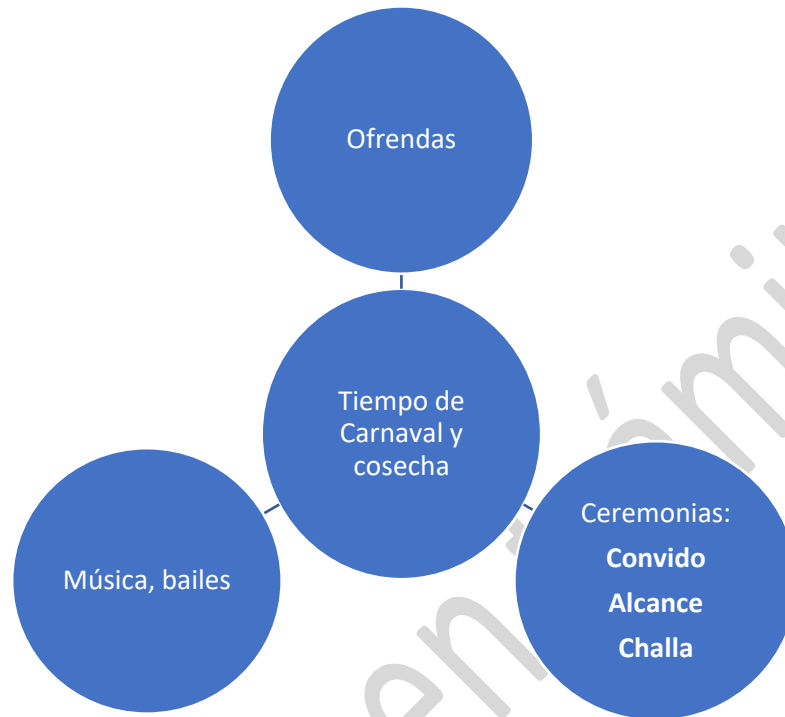 Ofrendas
Tiempo de
Carnaval y
cosecha
Música, bailes
Ceremonias:
Convido
Alcance
Challa